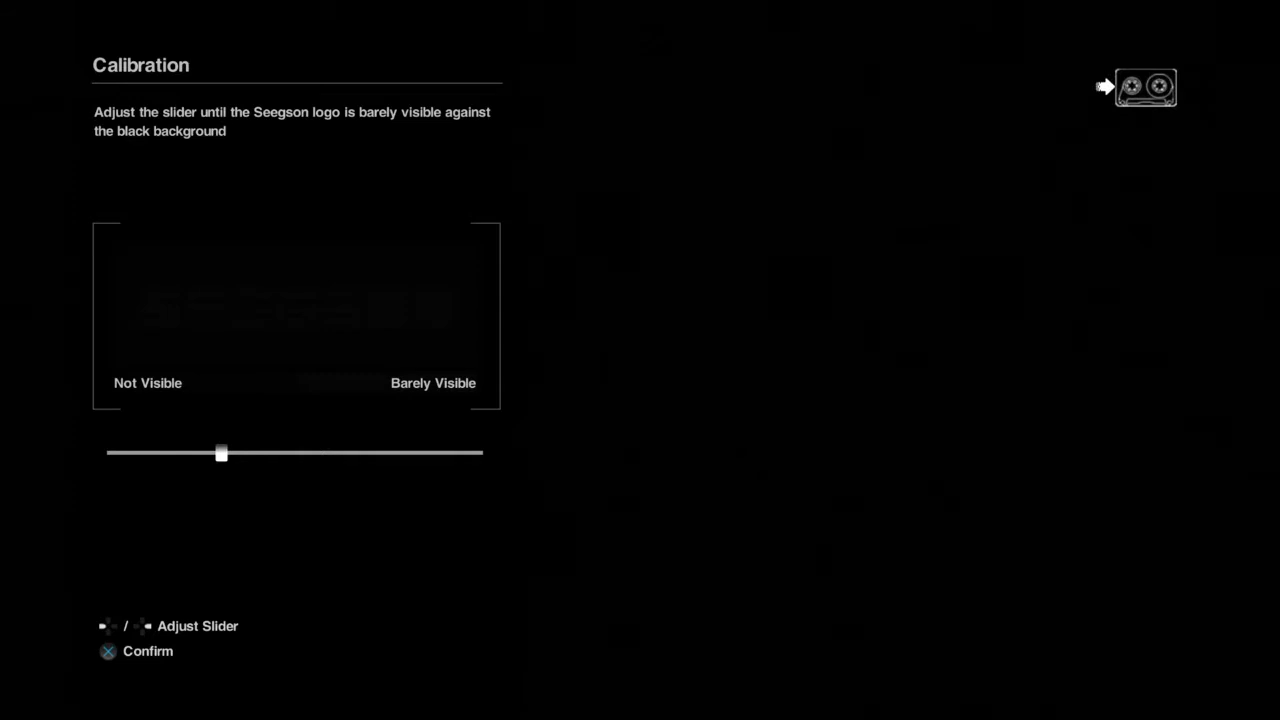 Calibration
Adjust the slider until the Seegson logo is barely visible against
the black background
SEEGSON
Not Visible
Barely Visible
/ Adjust Slider
Confirm